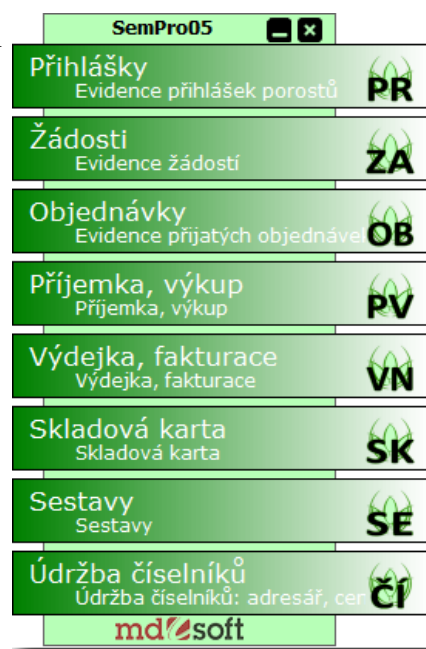 SemPro05
Přihlášky
Evidence přihlášek porostů
PR
Žádosti
Evidence žádostí
ZA
Objednávky
Evidence přijatých objednávek
OB
Příjemka, výkup
Příjemka, výkup
PV
Výdejka, fakturace
Výdejka, fakturace
VN
Skladová karta
Skladová karta
SK
Sestavy
Sestavy
SE
Údržba číselníků
Údržba číselníků: adresář, cen
ČÍ
mdsoft